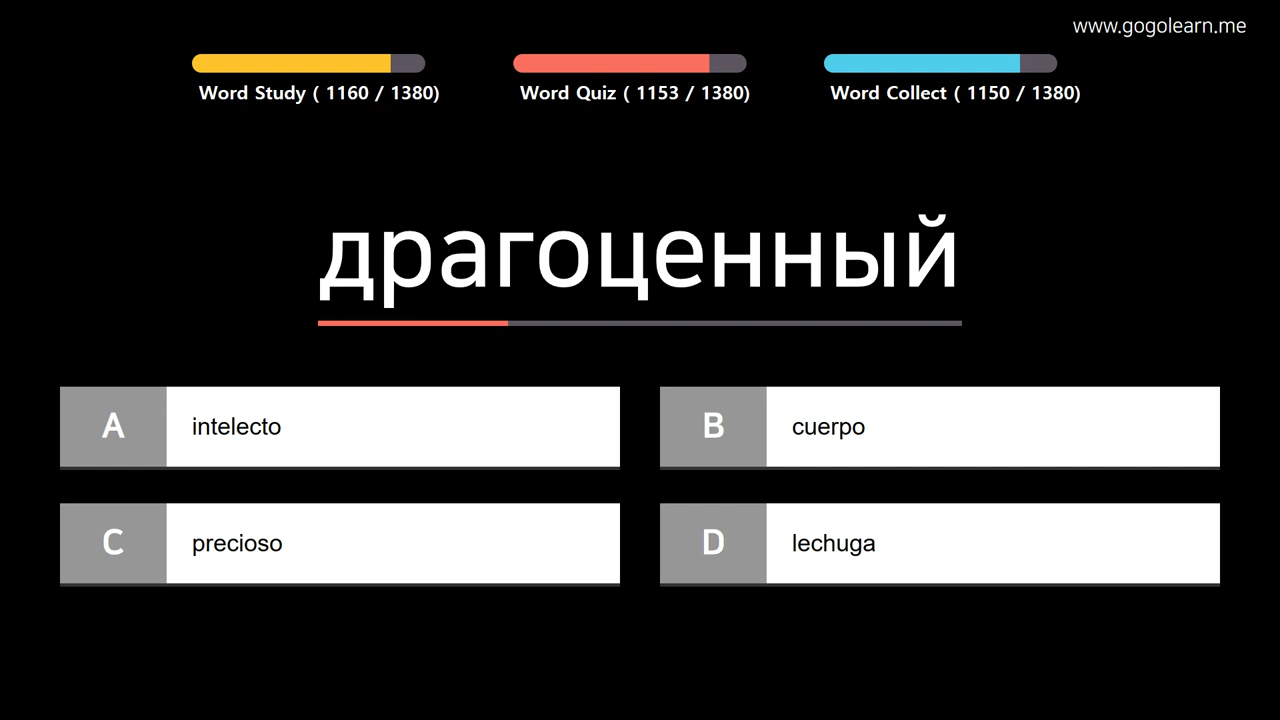 www.gogolearn.me
Word Study ( 1160 / 1380)
Word Quiz ( 1153 / 1380)
Word Collect ( 1150 / 1380)
драгоценный
A intelecto
B cuerpo
C precioso
D lechuga